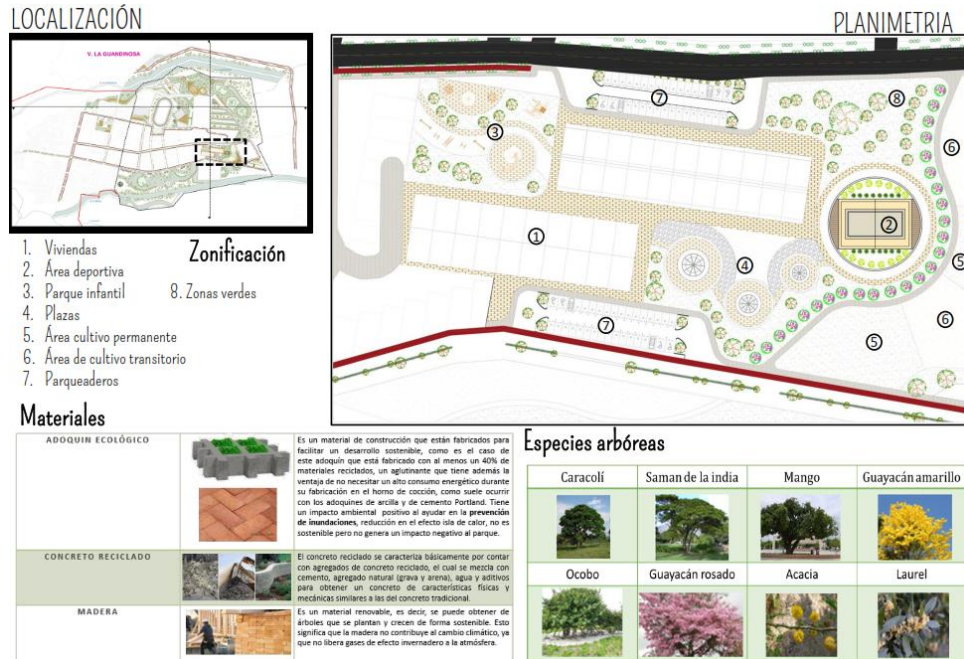 LOCALIZACIÓN
V. LA GUANDINOSA
PLANIMETRIA
7
8
3
6
1
2
4
5
6
7
5
Zonificación
1. Viviendas
2. Área deportiva
3. Parque infantil
4. Plazas
5. Área cultivo permanente
6. Área de cultivo transitorio
7. Parqueaderos
8. Zonas verdes
Materiales
ADOQUIN ECOLÓGICO
Es un material de construcción que están fabricados para
facilitar un desarrollo sostenible, como es el caso de
este adoquín que está fabricado con al menos un 40% de
materiales reciclados, un aglutinante que tiene además la
ventaja de no necesitar un alto consumo energético durante
su fabricación en el horno de cocción, como suele ocurrir
con los adoquines de arcilla y de cemento Portland. Tiene
un impacto ambiental positivo al ayudar en la prevención
de inundaciones, reducción en el efecto isla de calor, no es
sostenible pero no genera un impacto negativo al parque.
CONCRETO RECICLADO
El concreto reciclado se caracteriza básicamente por contar
con agregados de concreto reciclado, el cual se mezcla con
cemento, agregado natural (grava y arena), agua y aditivos
para obtener un concreto de características físicas y
mecánicas similares a las del concreto tradicional.
MADERA
Es un material renovable, es decir, se puede obtener de
árboles que se plantan y crecen de forma sostenible. Esto
significa que la madera no contribuye al cambio climático, ya
que no libera gases de efecto invernadero a la atmósfera.
Especies arbóreas
Caracolí
Saman de la india
Mango
Guayacán amarillo
Ocobo
Guayacán rosado
Acacia
Laurel